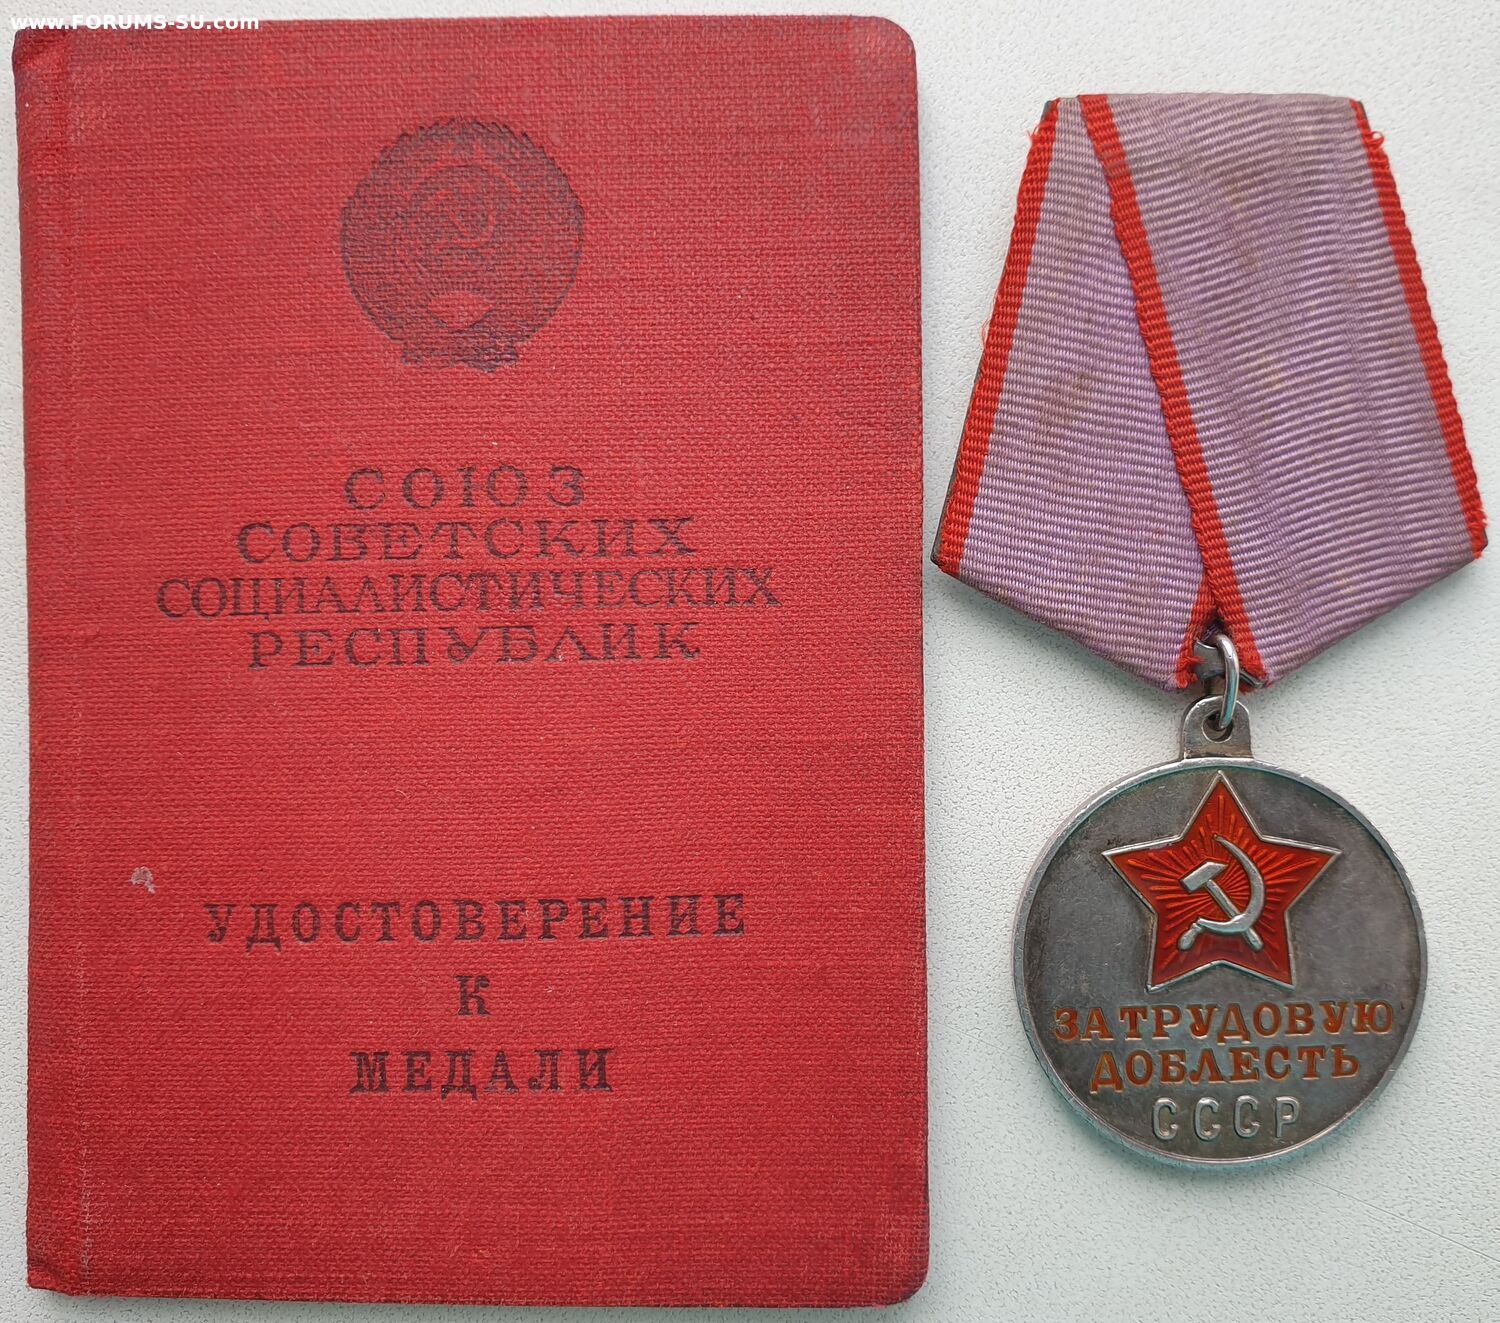 www.FORUMS-SU.com
СОЮЗ
СОВЕТСКИХ
СОЦИАЛИСТИЧЕСКИХ
РЕСПУБЛИК
УДОСТОВЕРЕНИЕ
К
МЕДАЛИ
ЗА ТРУДОВУЮ
ДОБЛЕСТЬ
СССР